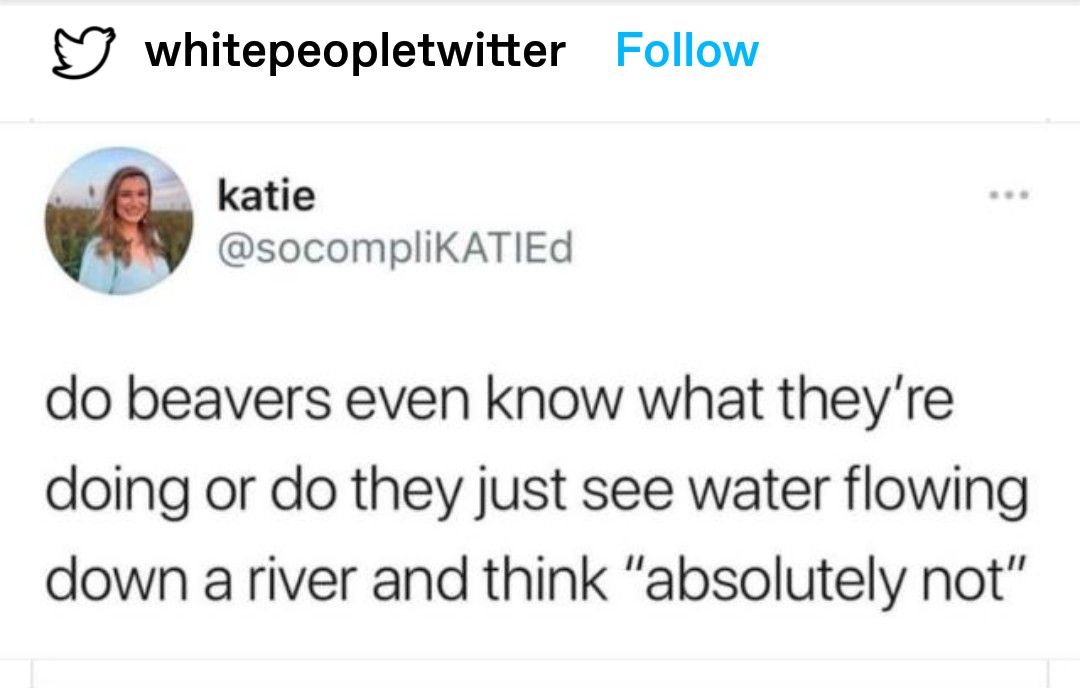 whitepeopletwitter Follow
katie
@socompliKATIEd
do beavers even know what they’re
doing or do they just see water flowing
down a river and think “absolutely not”